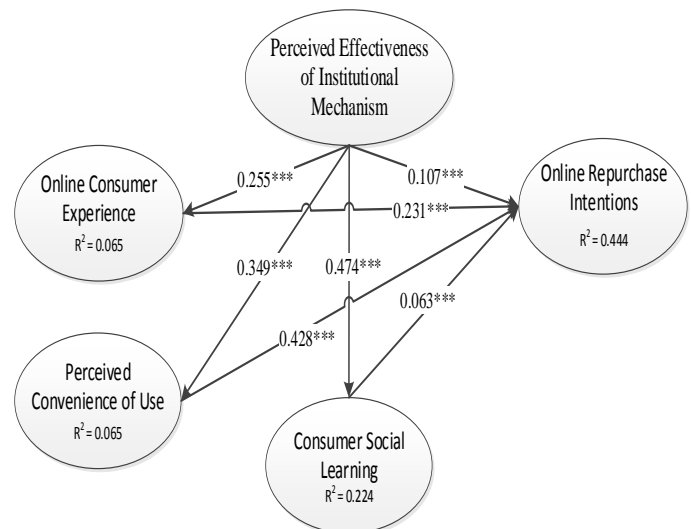 Perceived Effectiveness
of Institutional
Mechanism
0.255***
0.107***
Online Consumer
Experience
R² = 0.065
Online Repurchase
Intentions
R² = 0.444
0.231***
0.349***
0.474***
0.063***
0.428***
Perceived
Convenience of Use
R² = 0.065
Consumer Social
Learning
R² = 0.224